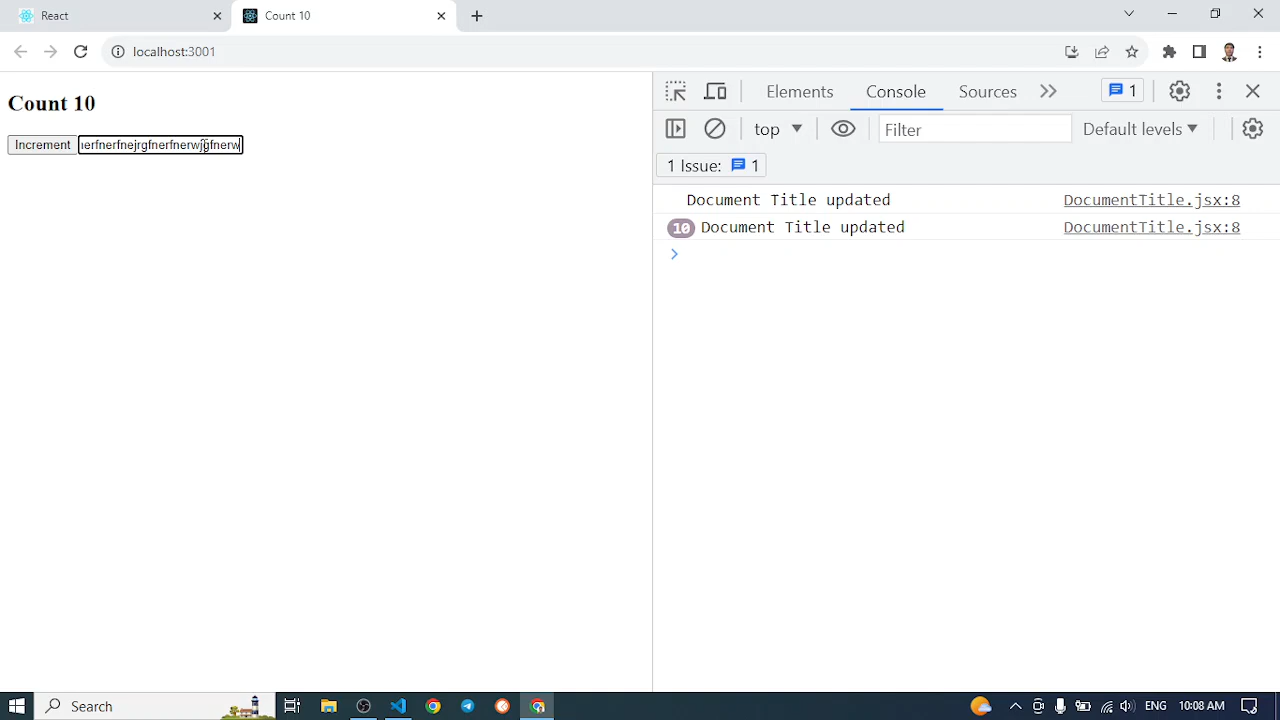 React
Count 10
localhost:3001
Count 10
Increment
Elements
Console
Sources
1
top
Filter
Default levels
1 Issue:
1
Document Title updated
DocumentTitle.jsx:8
10
Document Title updated
DocumentTitle.jsx:8
Search
ENG
10:08 AM